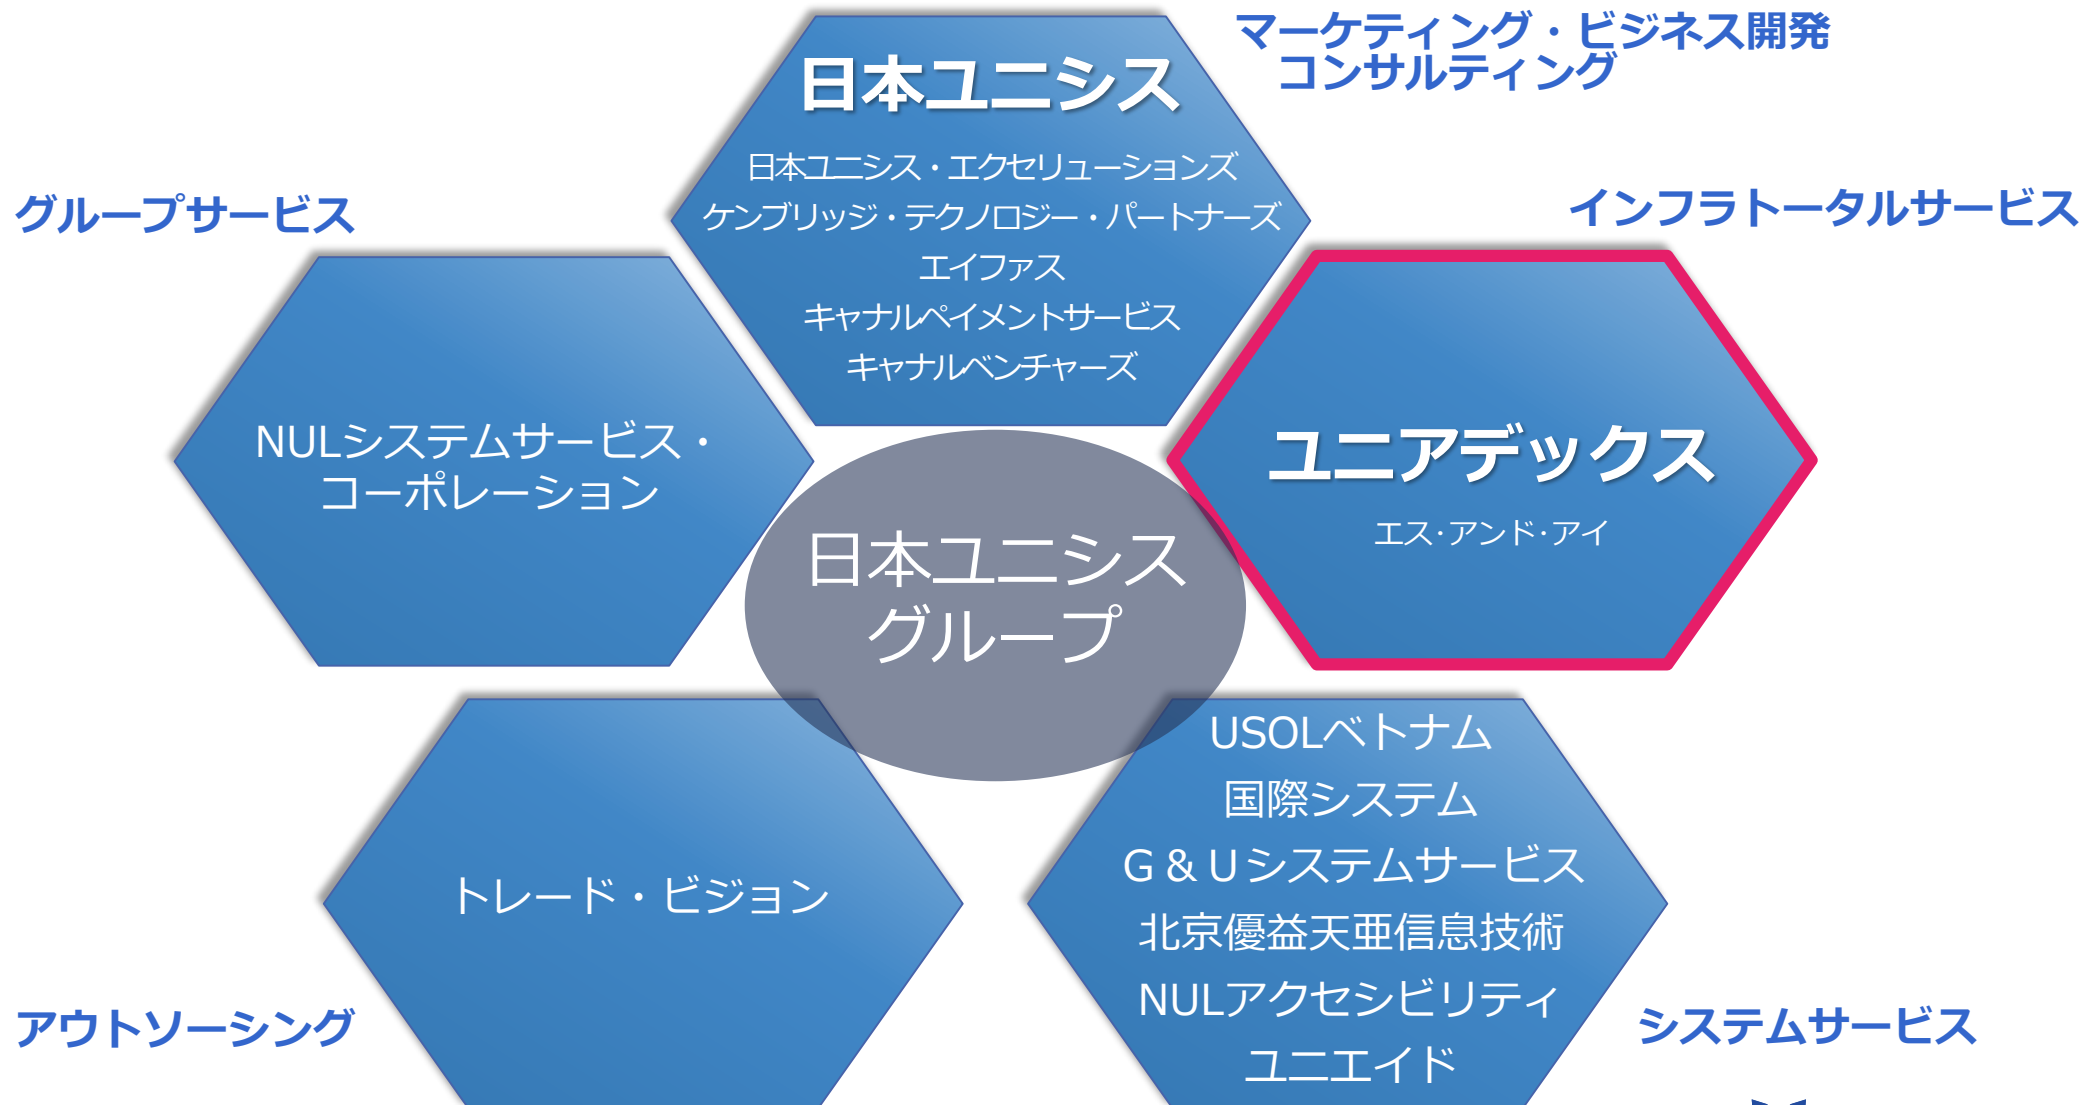 マーケティング・ビジネス開発
コンサルティング
日本ユニシス
日本ユニシス・エクセリューションズ
ケンブリッジ・テクノロジー・パートナーズ
エイファス
キャナルペイメントサービス
キャナルベンチャーズ
グループサービス
NULシステムサービス・
コーポレーション
インフラトータルサービス
ユニアデックス
エス･アンド･アイ
日本ユニシス
グループ
トレード・ビジョン
アウトソーシング
USOLベトナム
国際システム
G & U システムサービス
北京優益天亜信息技術
NULアクセシビリティ
ユニエイド
システムサービス